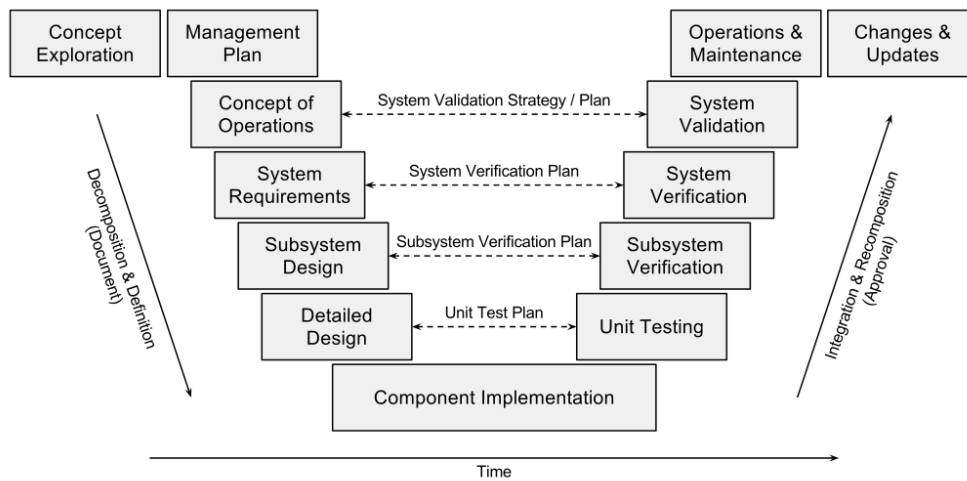 Concept
Exploration
Management
Plan
Operations &
Maintenance
Changes &
Updates
Concept of
Operations
System Validation Strategy / Plan
System
Validation
System
Requirements
System Verification Plan
System
Verification
Subsystem
Design
Subsystem Verification Plan
Subsystem
Verification
Detailed
Design
Unit Test Plan
Unit Testing
Component Implementation
Decomposition & Definition
(Document)
Integration & Recomposition
(Approval)
Time